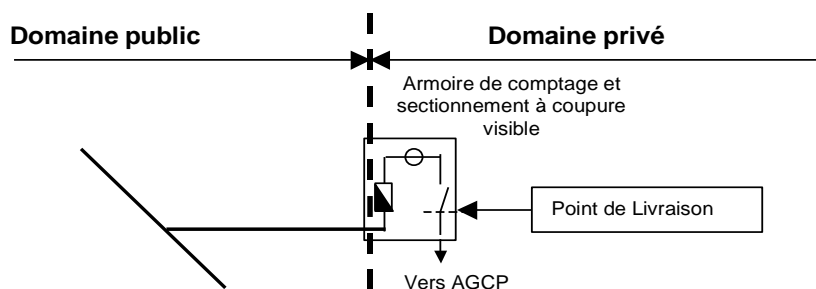 Domaine public
Domaine privé
Armoire de comptage et
sectionnement à coupure
visible
Point de Livraison
Vers AGCP